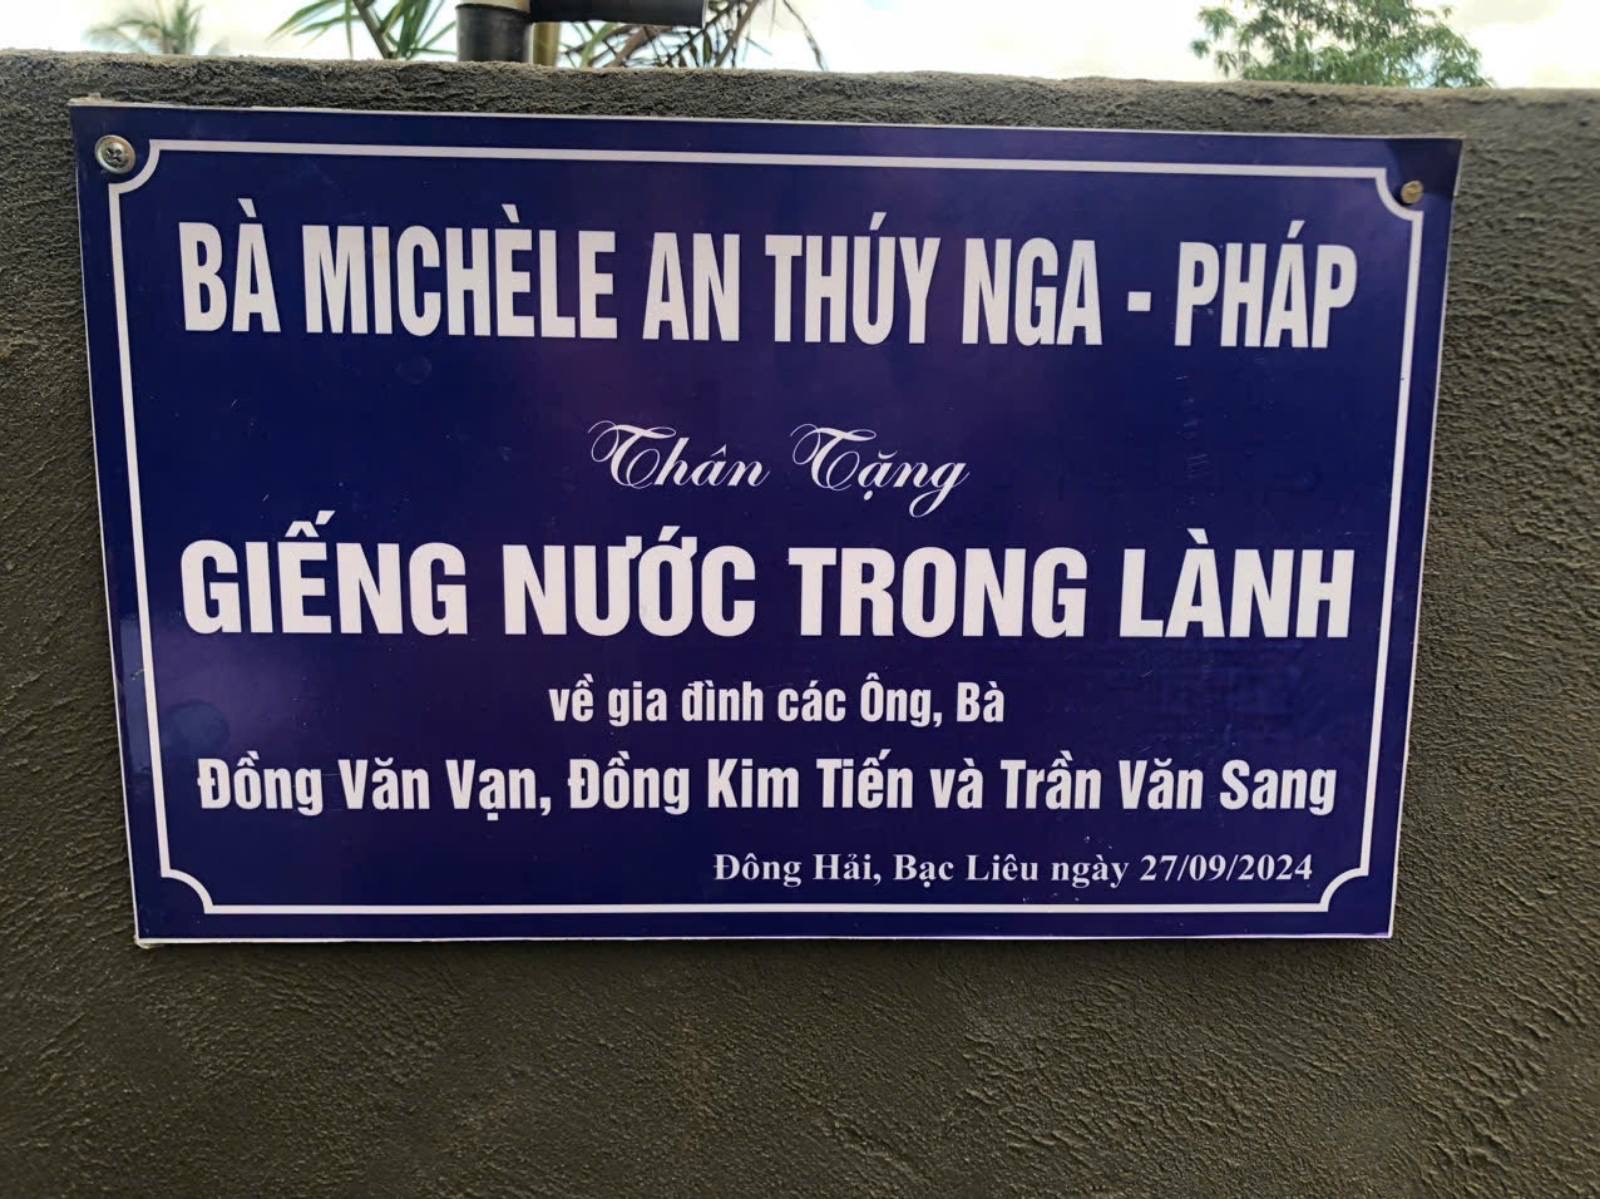 BÀ MICHÈLE AN THÚY NGA - PHÁP
Thân Tặng
GIẾNG NƯỚC TRONG LÀNH
về gia đình các Ông, Bà
Đồng Văn Vạn, Đồng Kim Tiến và Trần Văn Sang
Đông Hải, Bạc Liêu ngày 27/09/2024